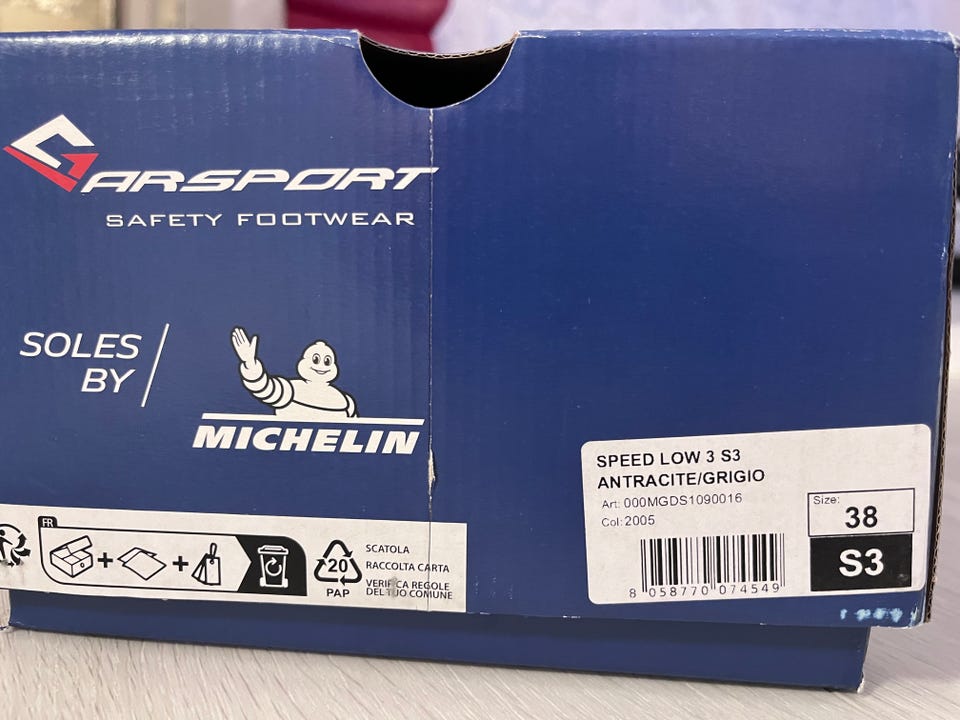 GARSPORT
SAFETY FOOTWEAR
SOLES
BY
MICHELIN
SPEED LOW 3 S3
ANTRACITE/GRIGIO
Art: 000MGDS1090016
Col: 2005
Size:
38
S3
8 058770 074549
FR
20
PAP
SCATOLA
RACCOLTA CARTA
VERIFICA REGOLE
DEL TUO COMUNE